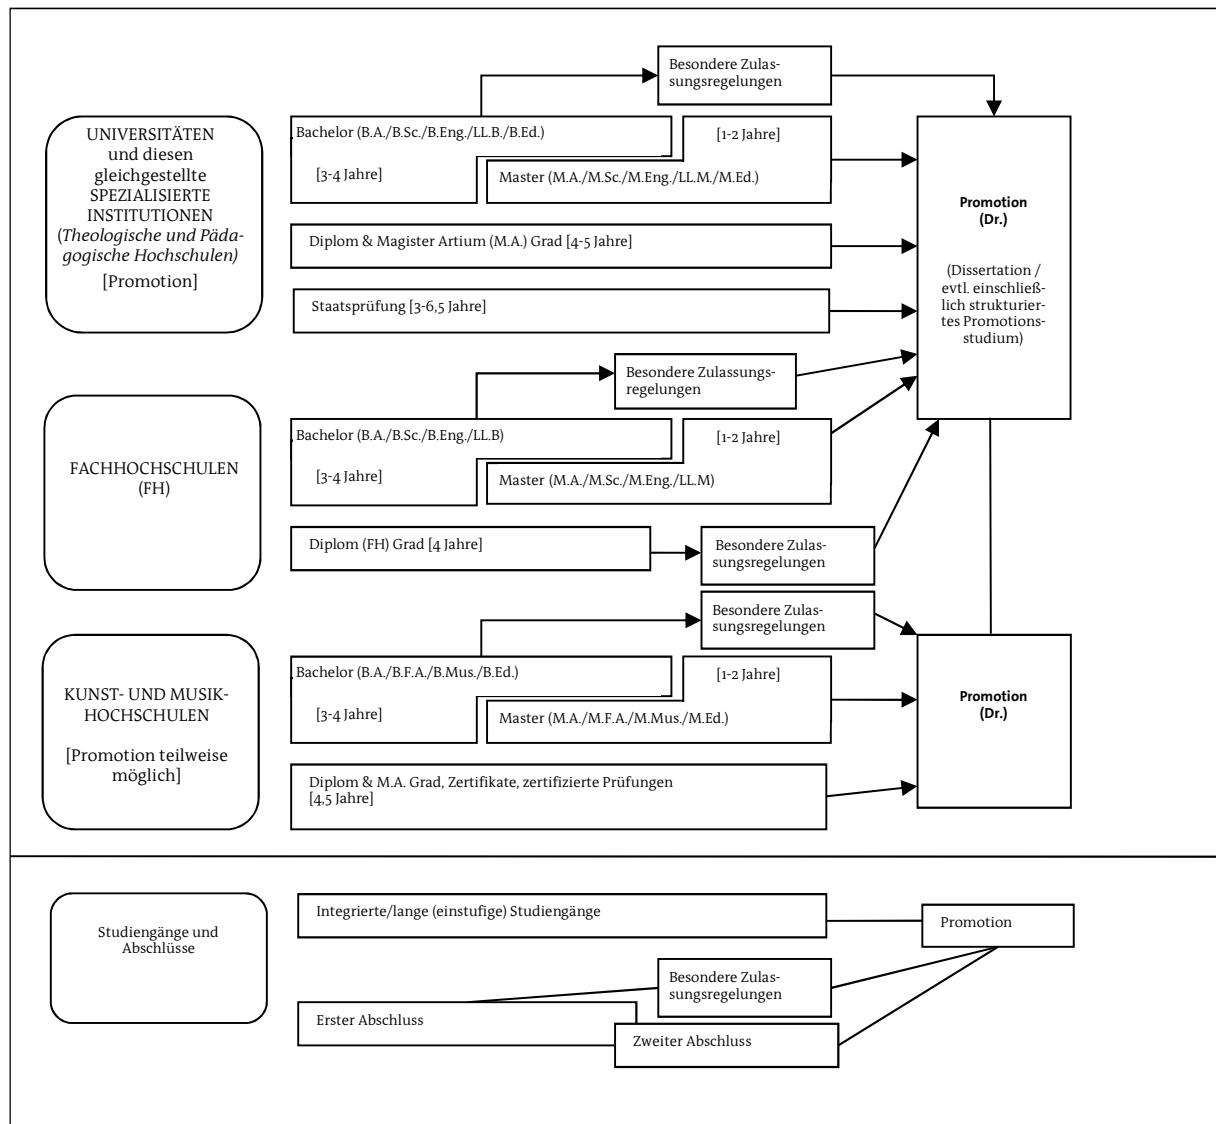 Besondere Zulas-
sungsregelungen
UNIVERSITÄTEN
und diesen
gleichgestellte
SPEZIALISIERTE
INSTITUTIONEN
(Theologische und Päda-
gogische Hochschulen)
[Promotion]
Bachelor (B.A./B.Sc./B.Eng./LL.B./B.Ed.)
[3-4 Jahre]
[1-2 Jahre]
Master (M.A./M.Sc./M.Eng./LL.M./M.Ed.)
Diplom & Magister Artium (M.A.) Grad [4-5 Jahre]
Staatsprüfung [3-6,5 Jahre]
Promotion
(Dr.)
(Dissertation /
evtl. einschließ-
lich strukturier-
tes Promotions-
studium)
Besondere Zulassungs-
regelungen
FACHHOCHSCHULEN
(FH)
Bachelor (B.A./B.Sc./B.Eng./LL.B)
[3-4 Jahre]
[1-2 Jahre]
Master (M.A./M.Sc./M.Eng./LL.M)
Diplom (FH) Grad [4 Jahre]
Besondere Zulas-
sungsregelungen
Besondere Zulas-
sungsregelungen
KUNST- UND MUSIK-
HOCHSCHULEN
[Promotion teilweise
möglich]
Bachelor (B.A./B.F.A./B.Mus./B.Ed.)
[3-4 Jahre]
[1-2 Jahre]
Master (M.A./M.F.A./M.Mus./M.Ed.)
Diplom & M.A. Grad, Zertifikate, zertifizierte Prüfungen
[4,5 Jahre]
Promotion
(Dr.)
Studiengänge und
Abschlüsse
Integrierte/lange (einstufige) Studiengänge
Promotion
Besondere Zulas-
sungsregelungen
Erster Abschluss
Zweiter Abschluss